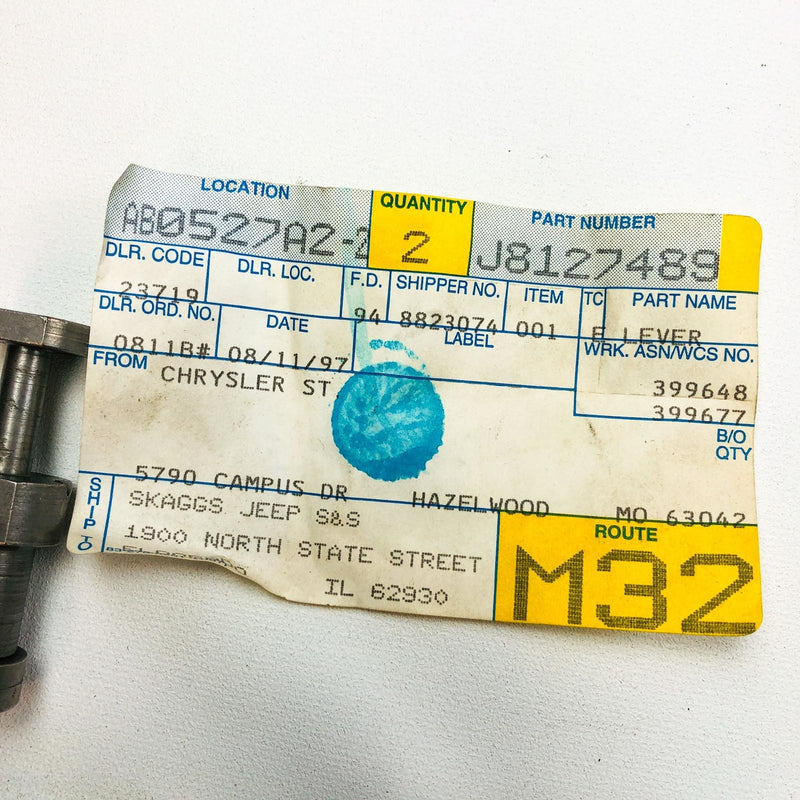 LOCATION QUANTITY PART NUMBER
AB0527A2-2 2 J8127489
DLR. CODE DLR. LOC. F.D. SHIPPER NO. ITEM TC PART NAME
23719 94 8823074 001 E LEVER
DLR. ORD. NO. DATE LABEL WRK. ASN/WCS NO.
0811B# 08/11/97 399648
FROM CHRYSLER ST 399677
B/O
QTY
5790 CAMPUS DR HAZELWOOD MO 63042
SHIP TO SKAGGS JEEP S&S ROUTE
1900 NORTH STATE STREET M32
IL 62930